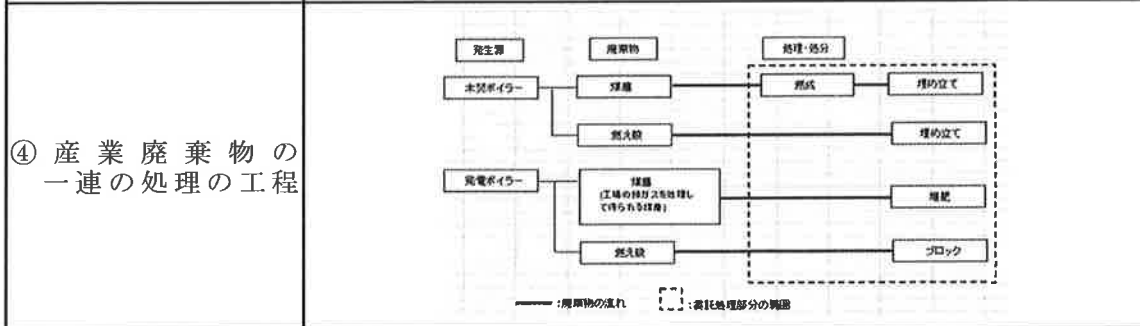 ④ 産業廃棄物の
一連の処理の工程
発生源 廃棄物 処理・処分
木質ボイラー 煤塵 焼成 埋め立て
燃え殻 埋め立て
発電ボイラー 煤塵
(工場の排ガスを処理し
て得られる煤塵)
堆肥
燃え殻 ブロック
:廃棄物の流れ :委託処理部分の範囲